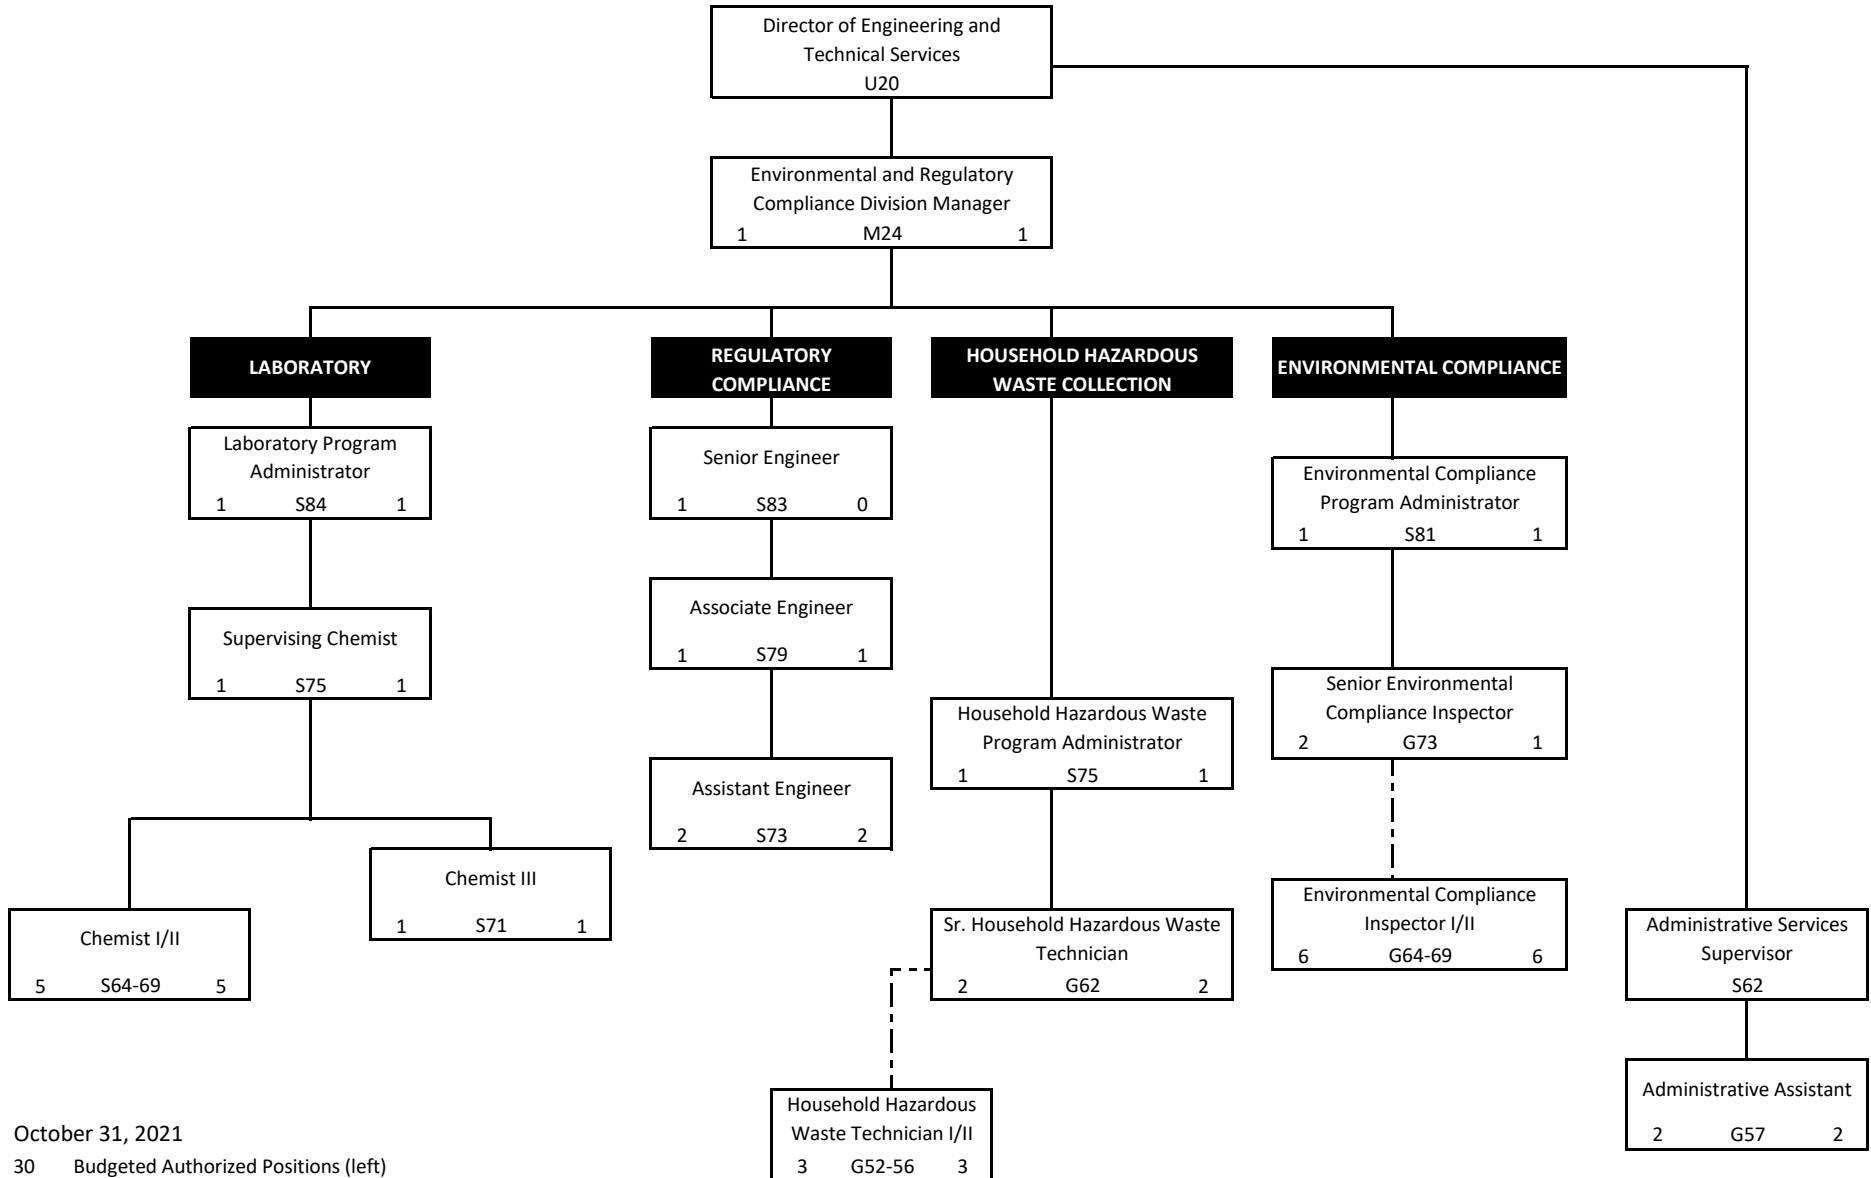 Director of Engineering and
Technical Services
U20
Environmental and Regulatory
Compliance Division Manager
1 M24 1
LABORATORY
Laboratory Program
Administrator
1 S84 1
Supervising Chemist
1 S75 1
Chemist I/II
5 S64-69 5
Chemist III
1 S71 1
REGULATORY
COMPLIANCE
Senior Engineer
1 S83 0
Associate Engineer
1 S79 1
Assistant Engineer
2 S73 2
HOUSEHOLD HAZARDOUS
WASTE COLLECTION
Household Hazardous Waste
Program Administrator
1 S75 1
Sr. Household Hazardous Waste
Technician
2 G62 2
Household Hazardous
Waste Technician I/II
3 G52-56 3
ENVIRONMENTAL COMPLIANCE
Environmental Compliance
Program Administrator
1 S81 1
Senior Environmental
Compliance Inspector
2 G73 1
Environmental Compliance
Inspector I/II
6 G64-69 6
Administrative Services
Supervisor
S62
Administrative Assistant
2 G57 2
October 31, 2021
30 Budgeted Authorized Positions (left)